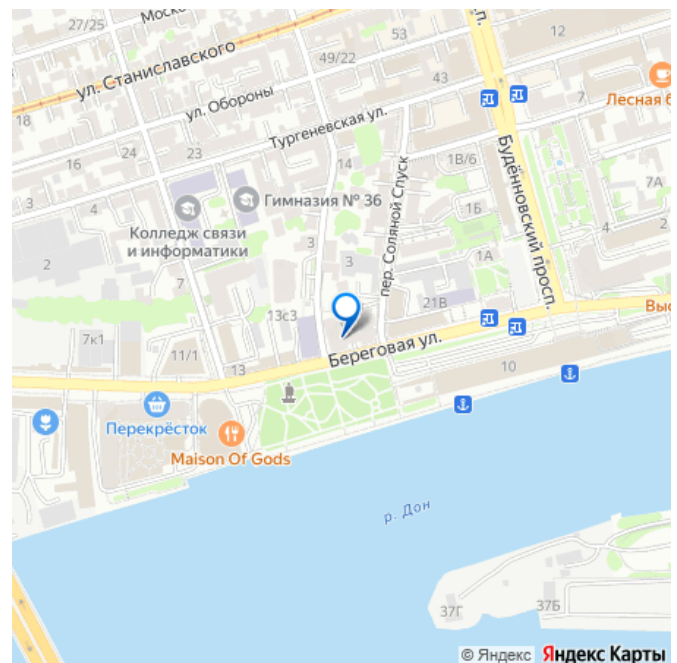 27/25
Моск
сп.
53
12
49/22
ул. Станиславского
43
ул. Обороны
7
Лесная б
18
Тургеневская ул.
24
23
16
14
1В/6
Гимназия № 36
7А
3
4
Колледж связи
и информатики
1Б
Будённовский просп.
4
2
3
пер. Соляной Спуск
2
3
1А
7
21В
13с3
Выс
7к1
11/1
Береговая ул.
13
10
Перекрёсток
Maison Of Gods
р. Дон
37Г
37Б
© Яндекс Яндекс Карты